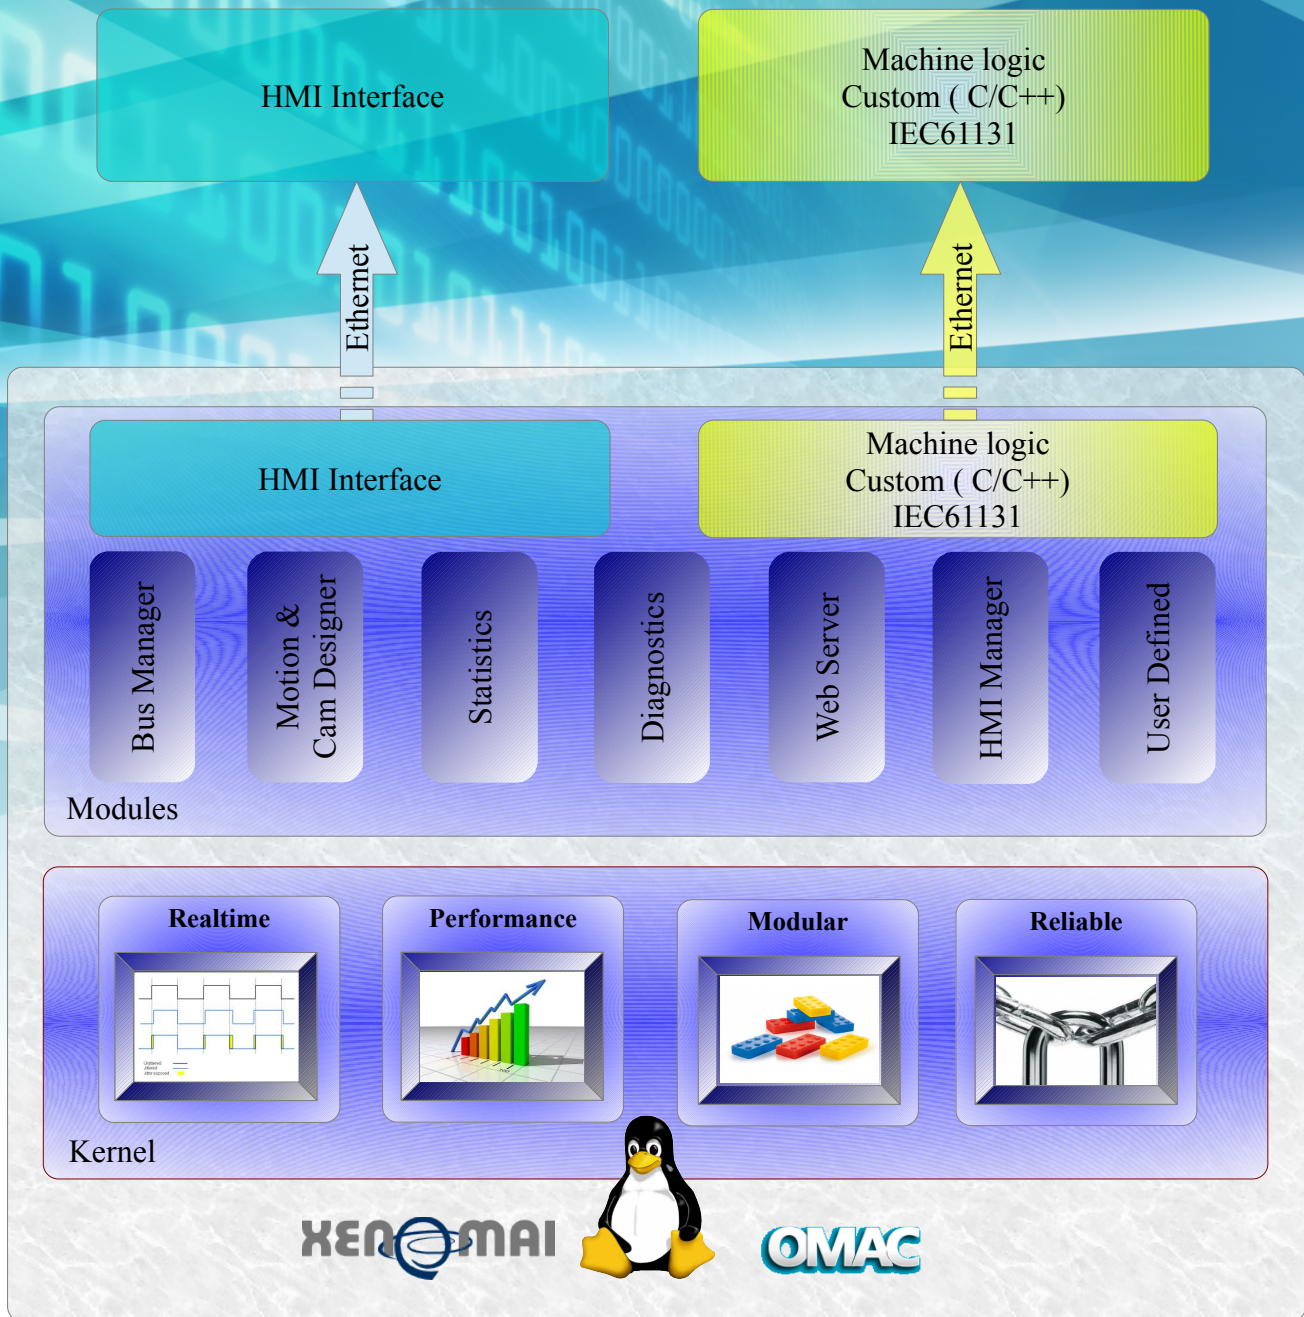 HMI Interface
Machine logic
Custom ( C/C++)
IEC61131
Ethernet
Ethernet
HMI Interface
Machine logic
Custom ( C/C++)
IEC61131
Bus Manager
Motion &
Cam Designer
Statistics
Diagnostics
Web Server
HMI Manager
User Defined
Modules
Realtime
Performance
Modular
Reliable
Kernel
XENOMAI
OMAC